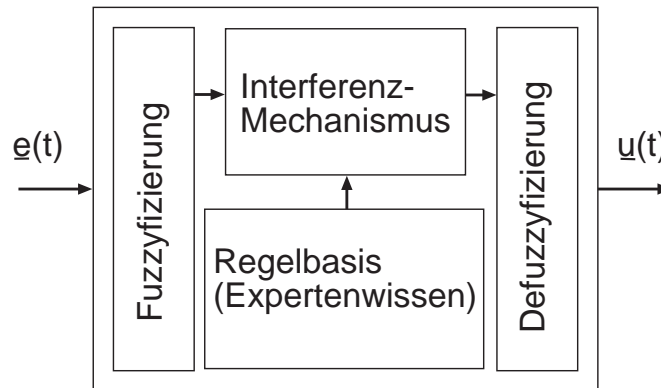 e(t)
Fuzzyfizierung
Interferenz-
Mechanismus
Regelbasis
(Expertenwissen)
Defuzzyfizierung
u(t)